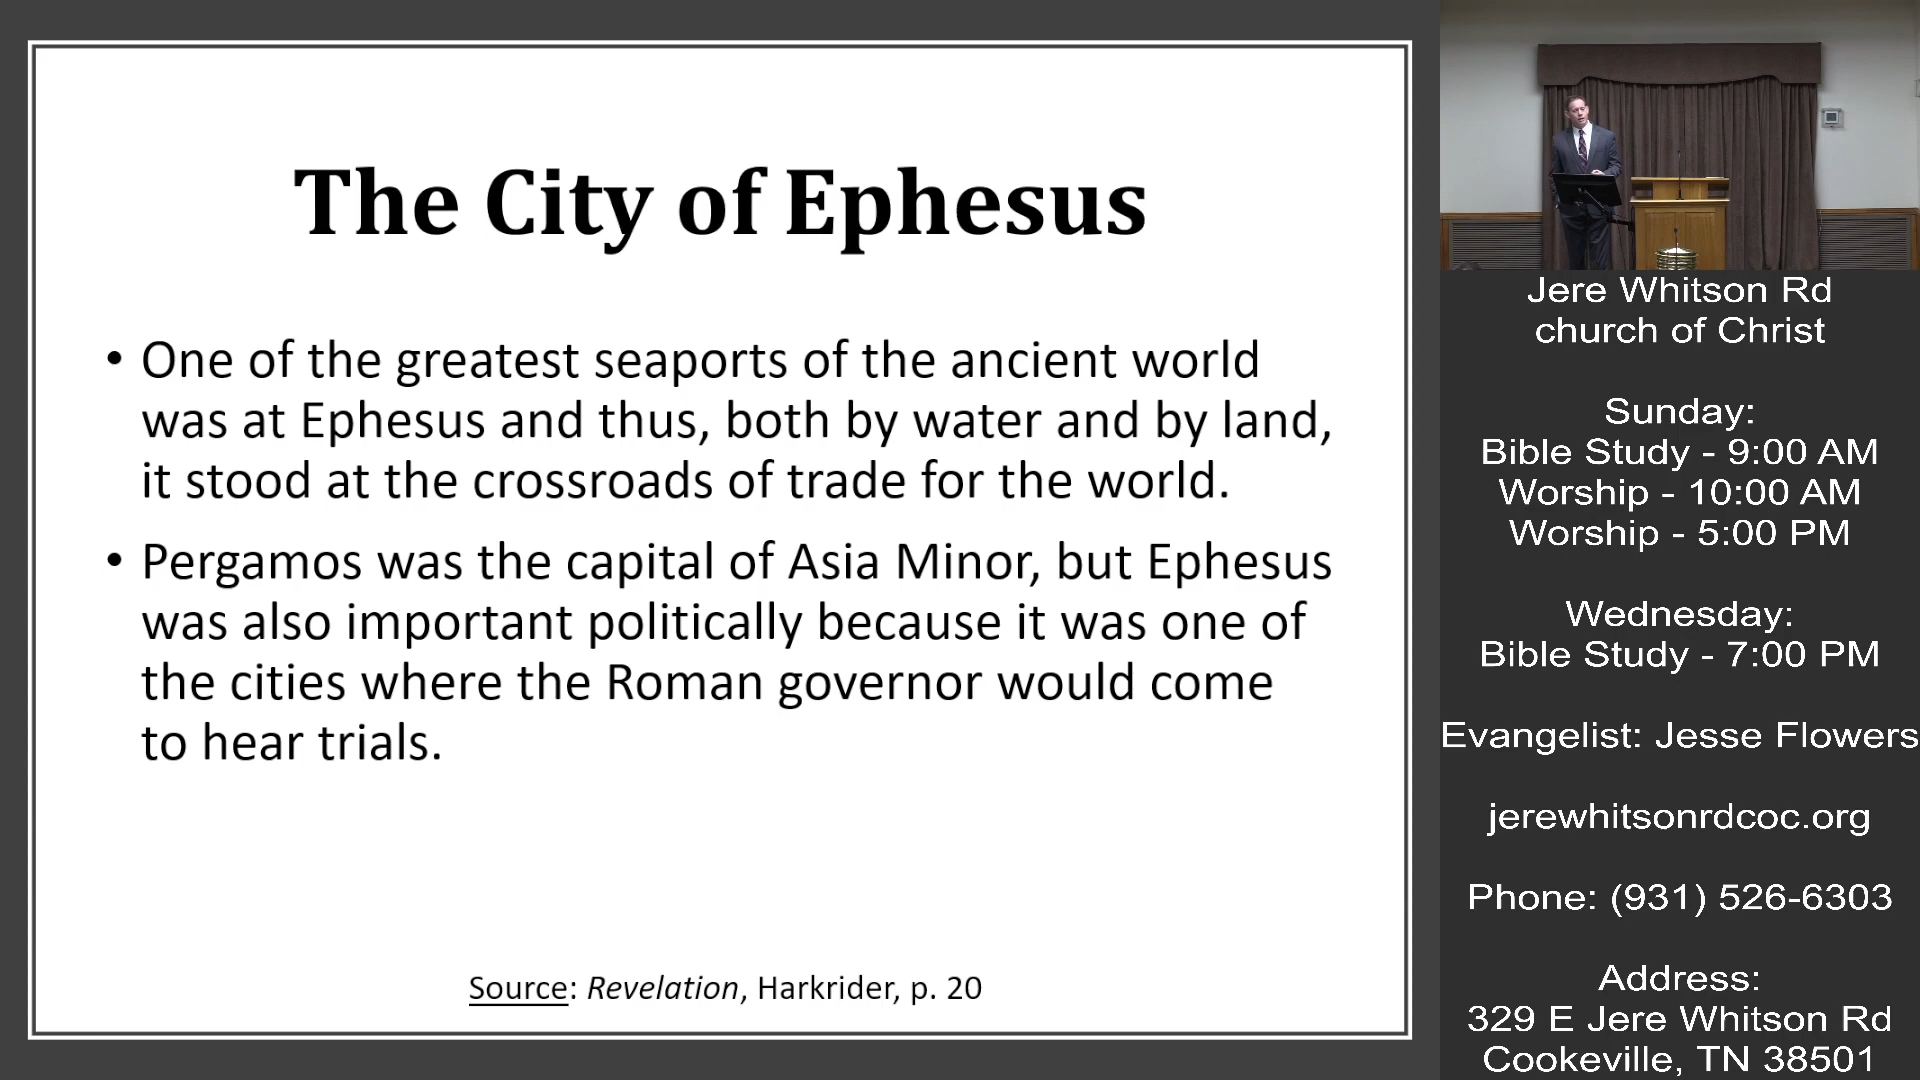 The City of Ephesus
• One of the greatest seaports of the ancient world
was at Ephesus and thus, both by water and by land,
it stood at the crossroads of trade for the world.
• Pergamos was the capital of Asia Minor, but Ephesus
was also important politically because it was one of
the cities where the Roman governor would come
to hear trials.
Source: Revelation, Harkrider, p. 20
Jere Whitson Rd
church of Christ
Sunday:
Bible Study - 9:00 AM
Worship - 10:00 AM
Worship - 5:00 PM
Wednesday:
Bible Study - 7:00 PM
Evangelist: Jesse Flowers
jerewhitsonrdcoc.org
Phone: (931) 526-6303
Address:
329 E Jere Whitson Rd
Cookeville, TN 38501